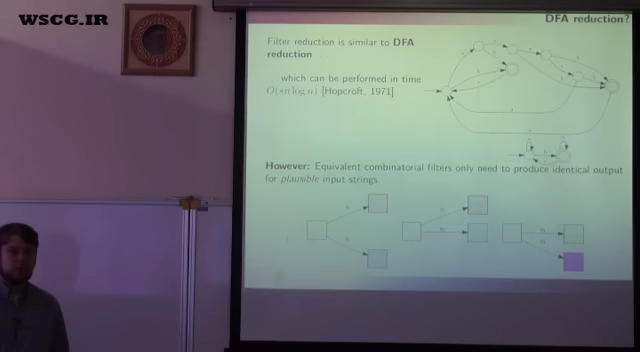 WSCG.IR
DFA reduction?
Filter reduction is similar to DFA
reduction
...which can be performed in time
O(sn log n) [Hopcroft, 1971]
However: Equivalent combinatorial filters only need to produce identical output
for plausible input strings.